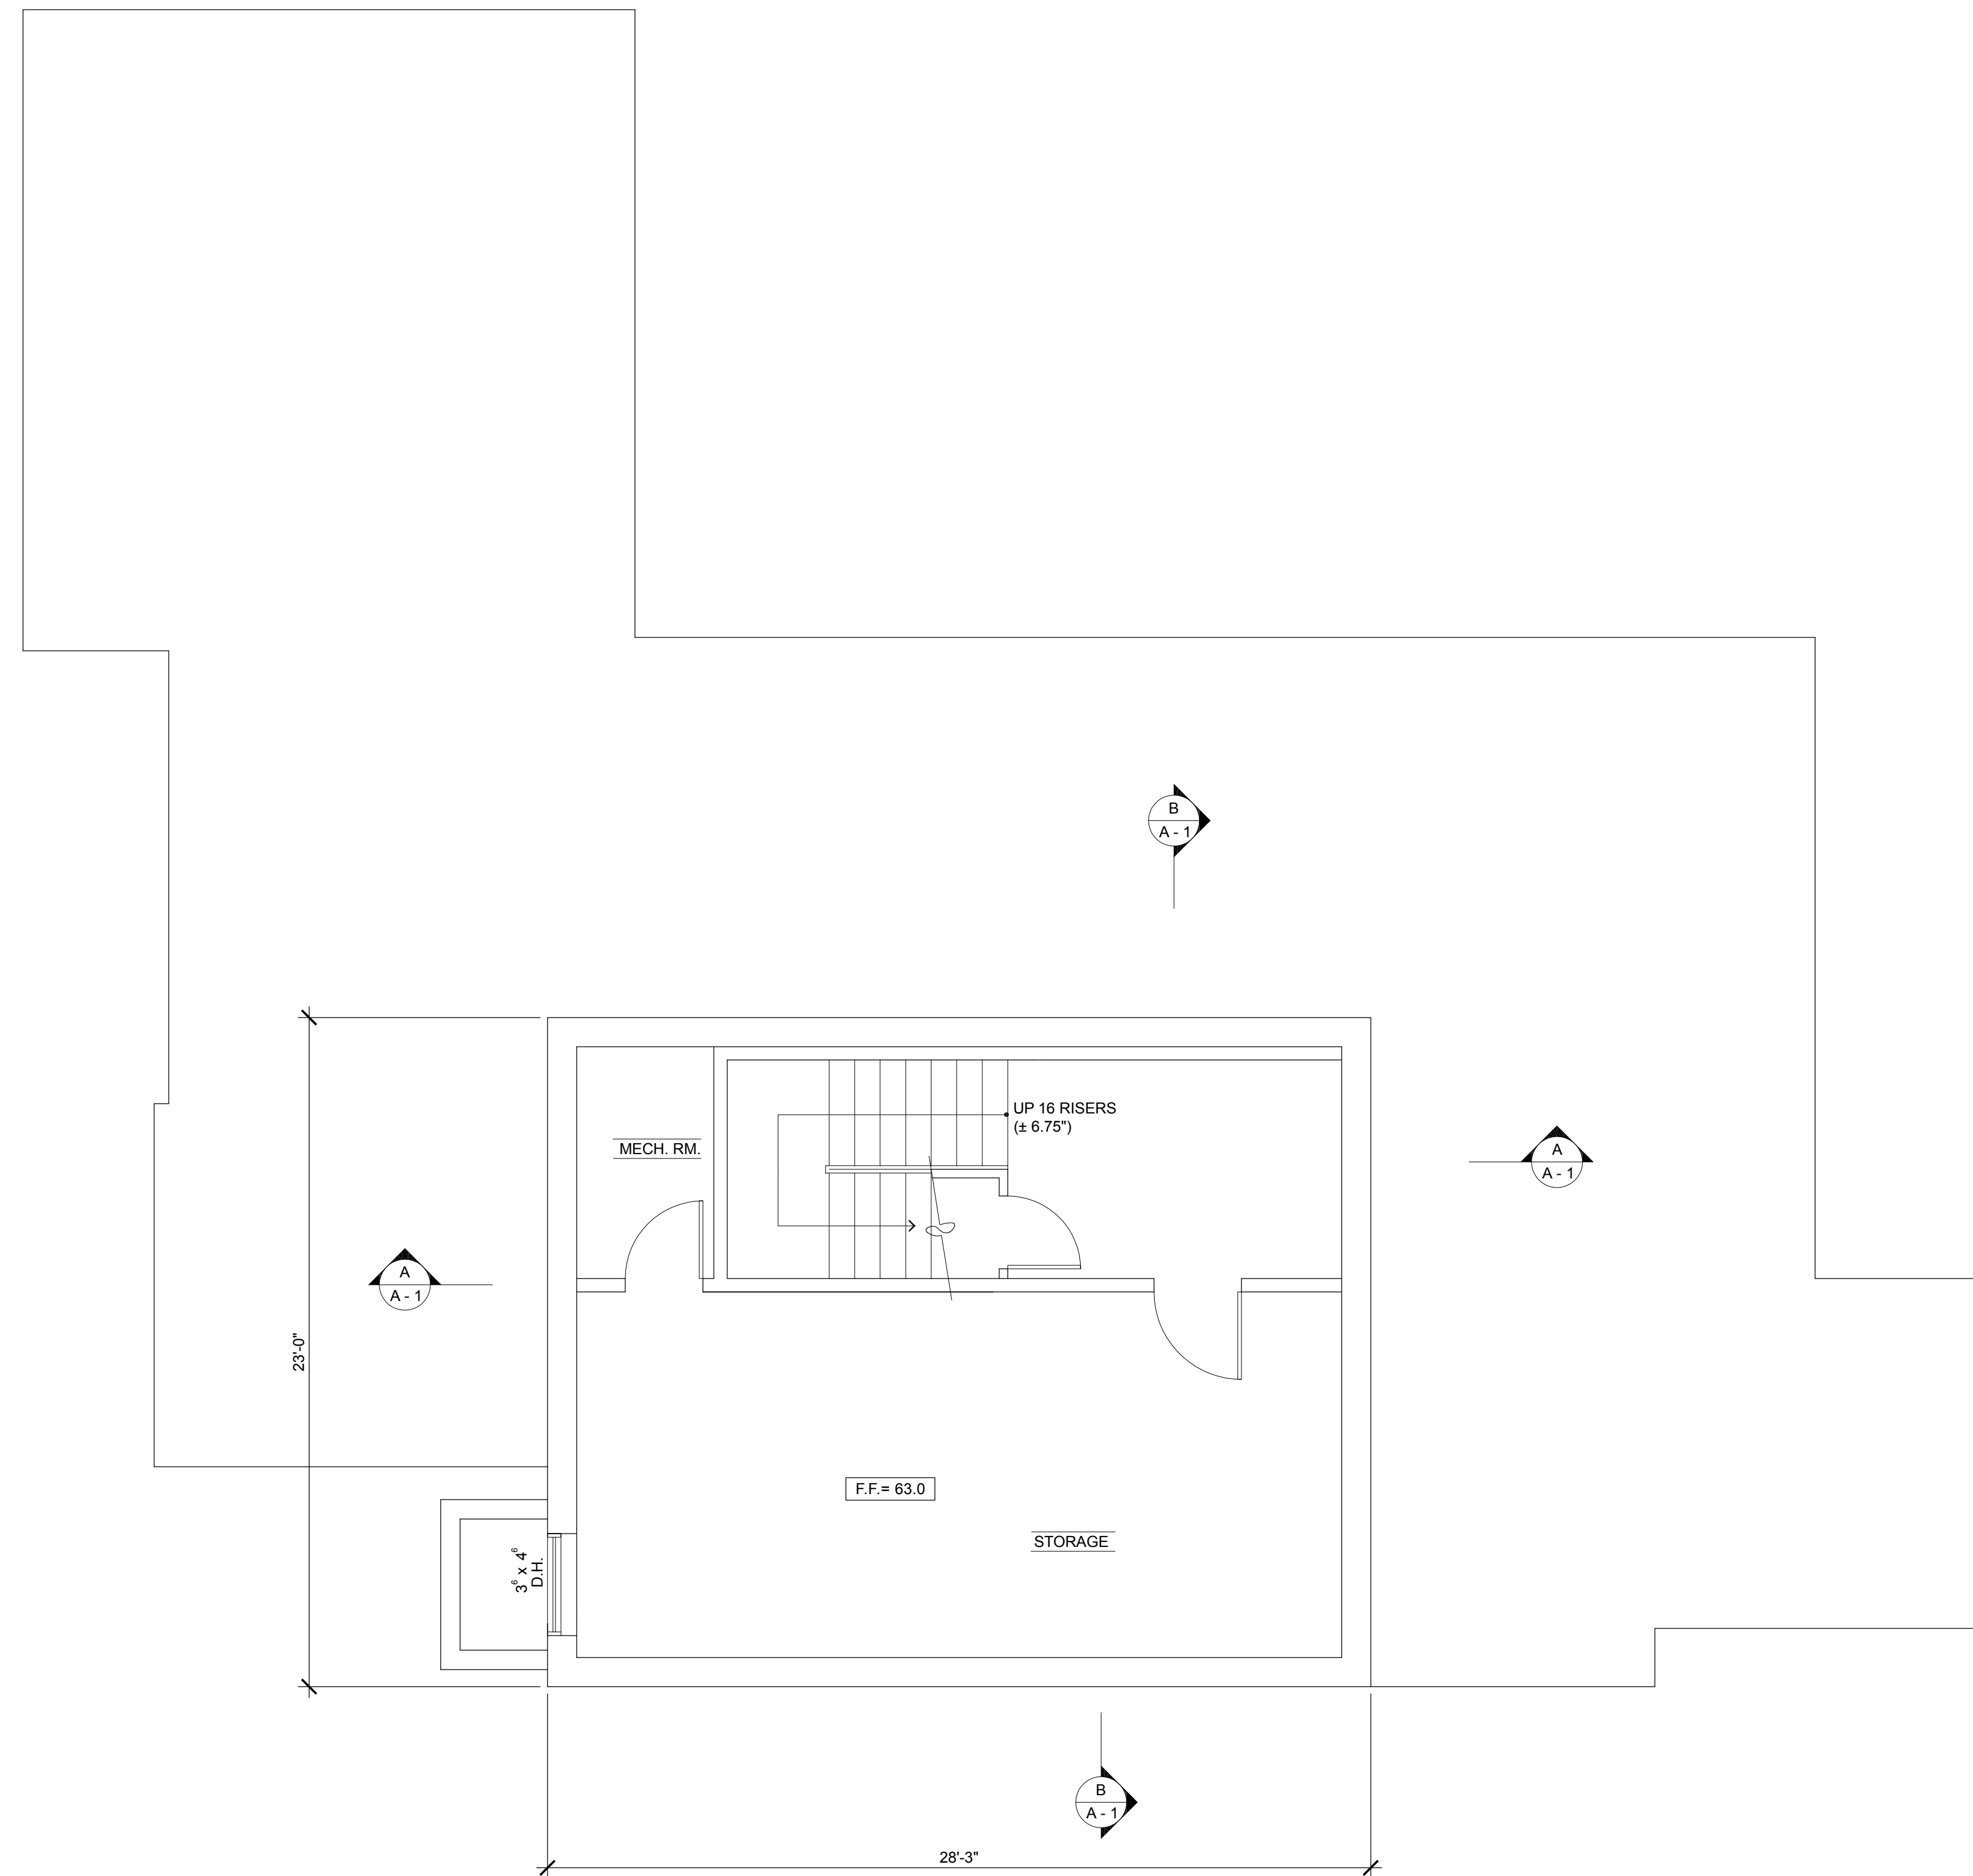 B
A - 1
UP 16 RISERS
(± 6.75")
MECH. RM.
A
A - 1
A
A - 1
23'-0"
F.F.= 63.0
STORAGE
3⁶ x 4⁶
D.H.
B
A - 1
28'-3"